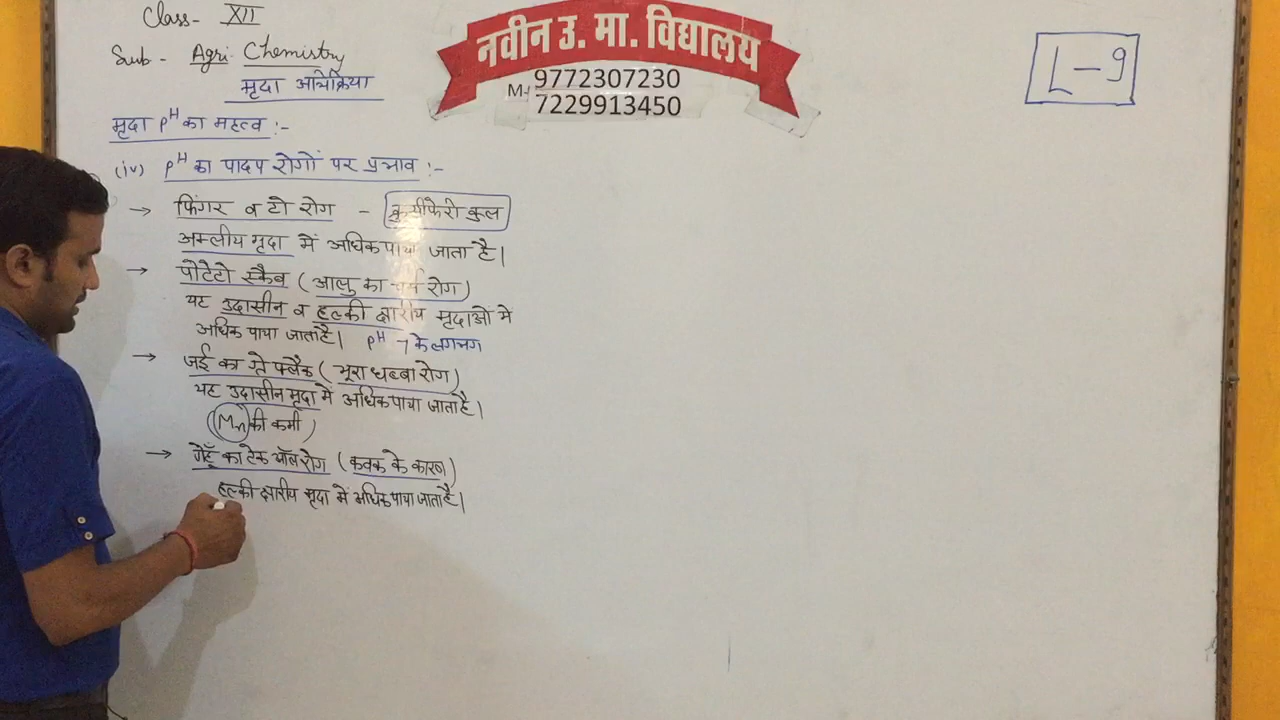 Class- XII
Sub - Agri Chemistry
मृदा अभिक्रिया
नवीन उ. मा. विद्यालय
M- 9772307230
7229913450
L-9
मृदा pH का महत्व :-
(iv) pH का पादप रोगों पर प्रभाव :-
→ फिंगर व टो रोग - क्रुसीफेरी कुल
अम्लीय मृदा में अधिक पाया जाता है।
→ पोटेटो स्कैब (आलु का चर्म रोग)
यह उदासीन व हल्की क्षारीय मृदाओं में
अधिक पाया जाता है। pH 7 के लगभग
→ जई का ग्रे फ्लैक (भूरा धब्बा रोग)
यह उदासीन मृदा में अधिक पाया जाता है।
(Mn की कमी)
→ गेहूँ का टेक ऑल रोग (कवक के कारण)
हल्की क्षारीय मृदा में अधिक पाया जाता है।